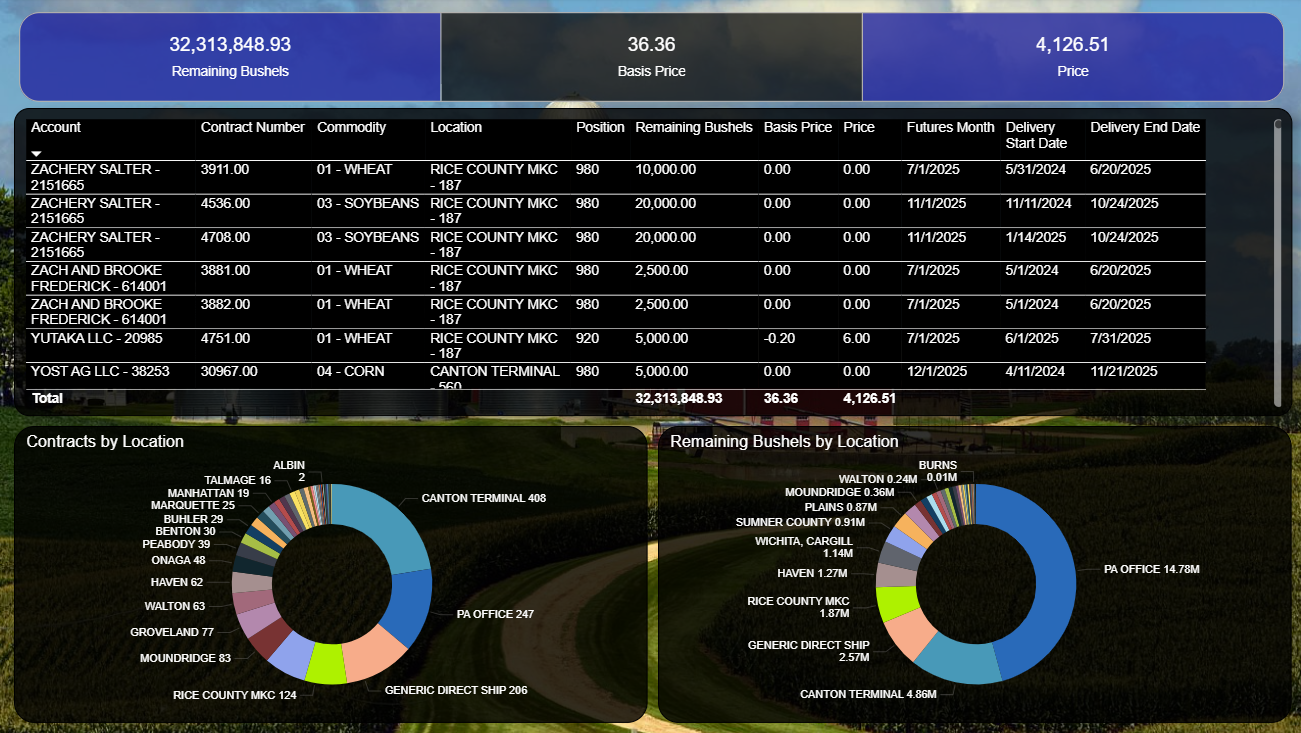 32,313,848.93
Remaining Bushels
36.36
Basis Price
4,126.51
Price
Account Contract Number Commodity Location Position Remaining Bushels Basis Price Price Futures Month Delivery Start Date Delivery End Date
ZACHERY SALTER - 2151665 3911.00 01 - WHEAT RICE COUNTY MKC - 187 980 10,000.00 0.00 0.00 7/1/2025 5/31/2024 6/20/2025
ZACHERY SALTER - 2151665 4536.00 03 - SOYBEANS RICE COUNTY MKC - 187 980 20,000.00 0.00 0.00 11/1/2025 11/11/2024 10/24/2025
ZACHERY SALTER - 2151665 4708.00 03 - SOYBEANS RICE COUNTY MKC - 187 980 20,000.00 0.00 0.00 11/1/2025 1/14/2025 10/24/2025
ZACH AND BROOKE FREDERICK - 614001 3881.00 01 - WHEAT RICE COUNTY MKC - 187 980 2,500.00 0.00 0.00 7/1/2025 5/1/2024 6/20/2025
ZACH AND BROOKE FREDERICK - 614001 3882.00 01 - WHEAT RICE COUNTY MKC - 187 980 2,500.00 0.00 0.00 7/1/2025 5/1/2024 6/20/2025
YUTAKA LLC - 20985 4751.00 01 - WHEAT RICE COUNTY MKC - 187 920 5,000.00 -0.20 6.00 7/1/2025 6/1/2025 7/31/2025
YOST AG LLC - 38253 30967.00 04 - CORN CANTON TERMINAL - 560 980 5,000.00 0.00 0.00 12/1/2025 4/11/2024 11/21/2025
Total 32,313,848.93 36.36 4,126.51
Contracts by Location
ALBIN
2
TALMAGE 16
MANHATTAN 19
MARQUETTE 25
BUHLER 29
BENTON 30
PEABODY 39
ONAGA 48
HAVEN 62
WALTON 63
GROVELAND 77
MOUNDRIDGE 83
RICE COUNTY MKC 124
GENERIC DIRECT SHIP 206
PA OFFICE 247
CANTON TERMINAL 408
Remaining Bushels by Location
BURNS
0.01M
WALTON 0.24M
MOUNDRIDGE 0.36M
PLAINS 0.87M
SUMNER COUNTY 0.91M
WICHITA, CARGILL
1.14M
HAVEN 1.27M
RICE COUNTY MKC
1.87M
GENERIC DIRECT SHIP
2.57M
CANTON TERMINAL 4.86M
PA OFFICE 14.78M